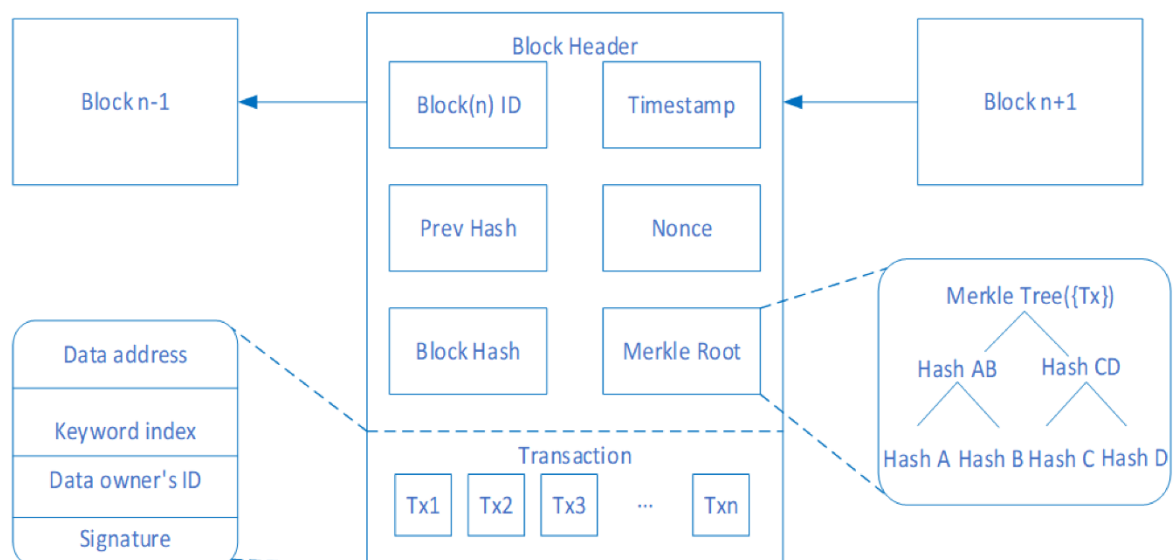 Block n-1
Block Header
Block(n) ID
Timestamp
Prev Hash
Nonce
Block Hash
Merkle Root
Transaction
Tx1 Tx2 Tx3 ... Txn
Block n+1
Data address
Keyword index
Data owner's ID
Signature
Merkle Tree({Tx})
Hash AB Hash CD
Hash A Hash B Hash C Hash D